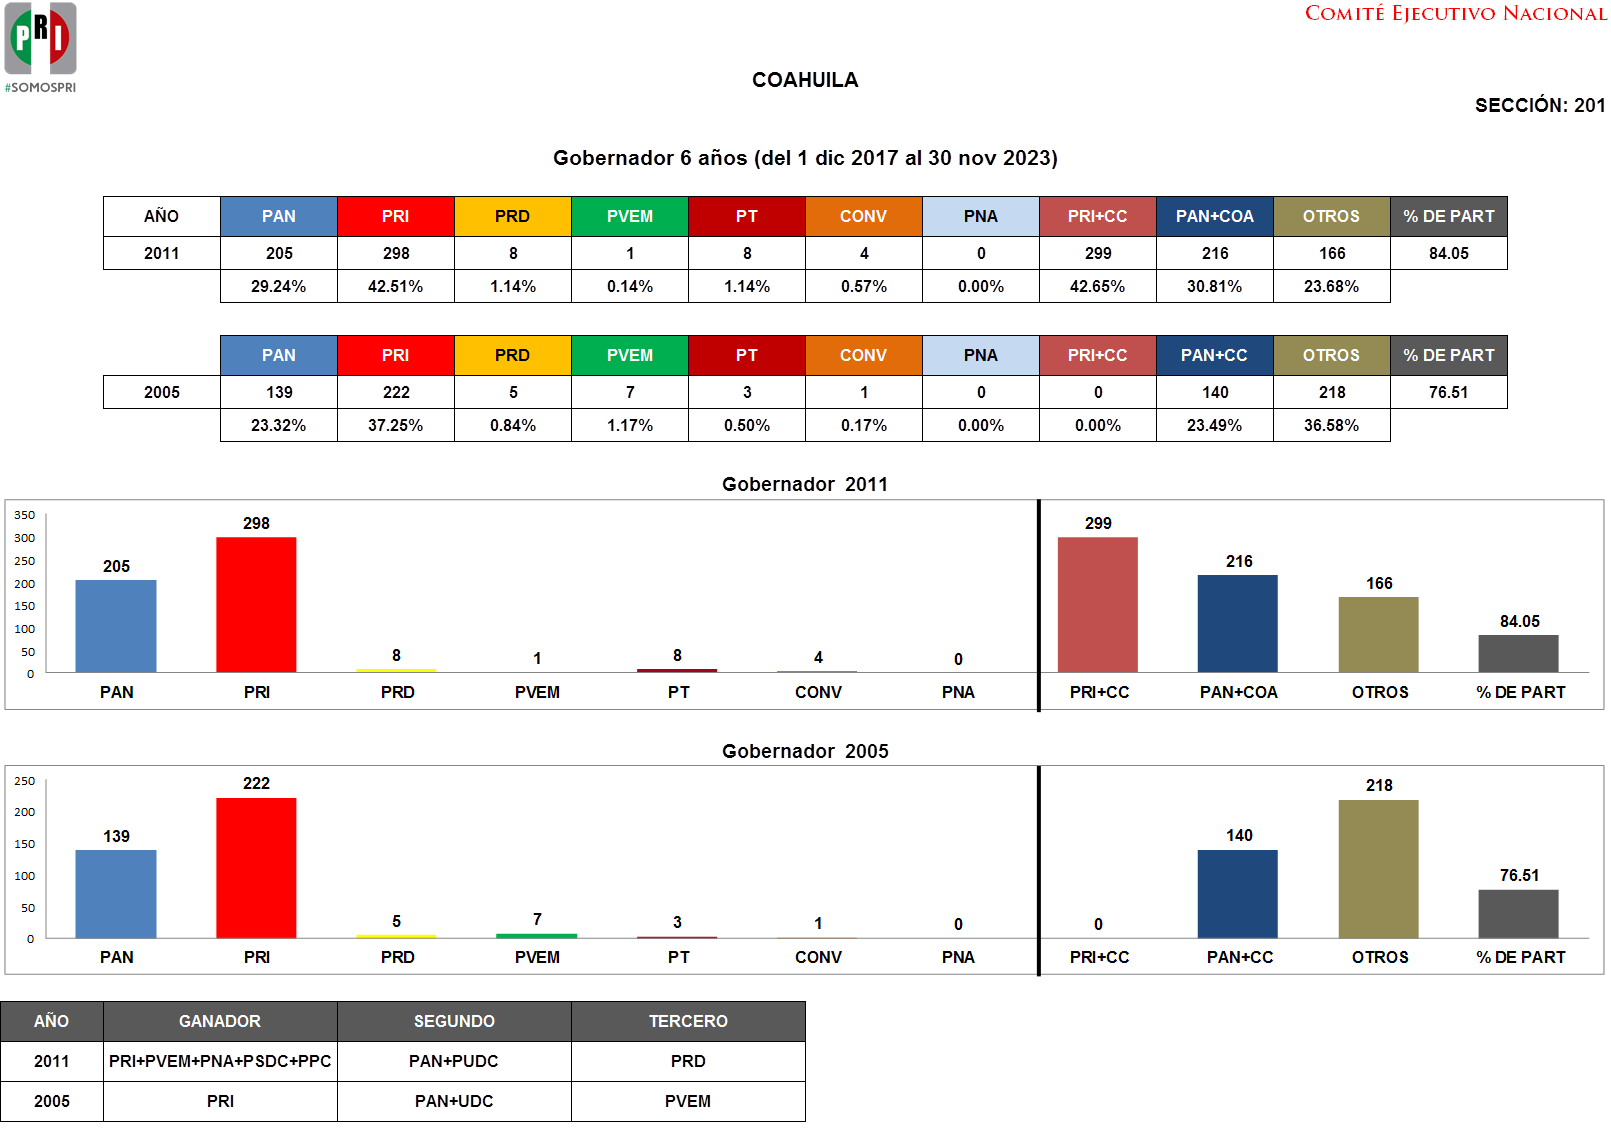 PRI
#SOMOSPRI
COMITÉ EJECUTIVO NACIONAL
COAHUILA
SECCIÓN: 201
Gobernador 6 años (del 1 dic 2017 al 30 nov 2023)
AÑO PAN PRI PRD PVEM PT CONV PNA PRI+CC PAN+COA OTROS % DE PART
2011 205 298 8 1 8 4 0 299 216 166 84.05
29.24% 42.51% 1.14% 0.14% 1.14% 0.57% 0.00% 42.65% 30.81% 23.68%
PAN PRI PRD PVEM PT CONV PNA PRI+CC PAN+CC OTROS % DE PART
2005 139 222 5 7 3 1 0 0 140 218 76.51
23.32% 37.25% 0.84% 1.17% 0.50% 0.17% 0.00% 0.00% 23.49% 36.58%
Gobernador 2011
350
300
250
200
150
100
50
0
205 298 8 1 8 4 0 299 216 166 84.05
PAN PRI PRD PVEM PT CONV PNA PRI+CC PAN+COA OTROS % DE PART
Gobernador 2005
250
200
150
100
50
0
139 222 5 7 3 1 0 0 140 218 76.51
PAN PRI PRD PVEM PT CONV PNA PRI+CC PAN+CC OTROS % DE PART
AÑO GANADOR SEGUNDO TERCERO
2011 PRI+PVEM+PNA+PSDC+PPC PAN+PUDC PRD
2005 PRI PAN+UDC PVEM